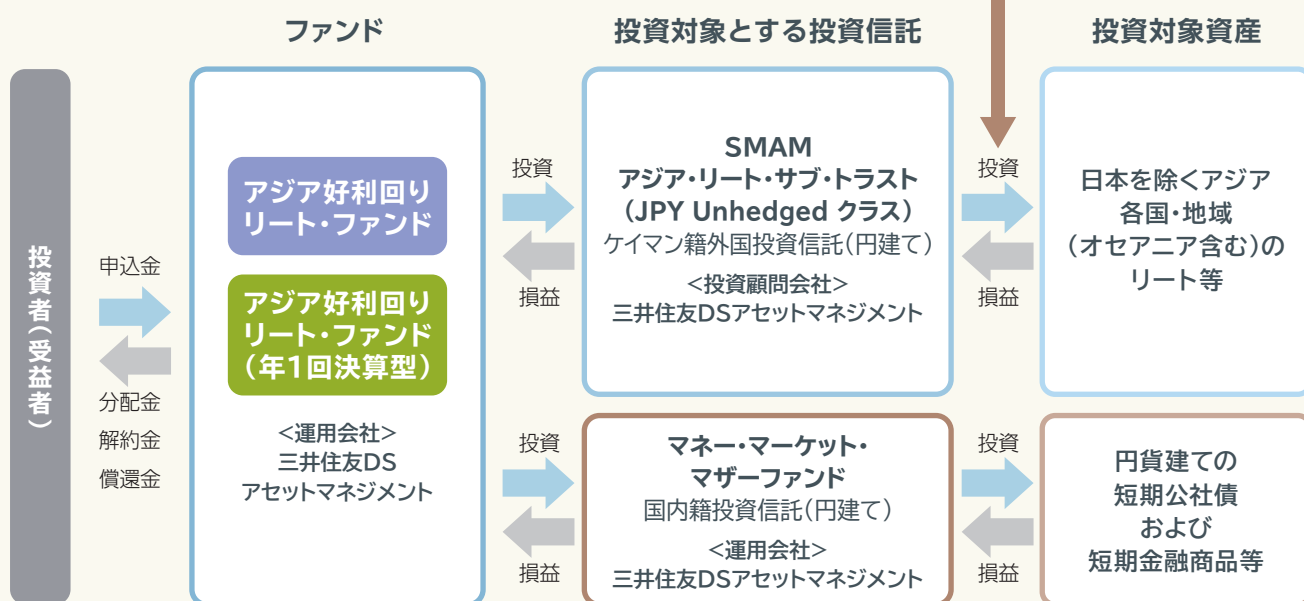 ファンド
投資対象とする投資信託
投資対象資産
投資者（受益者）
申込金
分配金
解約金
償還金
アジア好利回り
リート・ファンド
アジア好利回り
リート・ファンド
（年1回決算型）
<運用会社>
三井住友DS
アセットマネジメント
投資
損益
SMAM
アジア・リート・サブ・トラスト
（JPY Unhedged クラス）
ケイマン籍外国投資信託（円建て）
<投資顧問会社>
三井住友DSアセットマネジメント
投資
損益
日本を除くアジア
各国・地域
（オセアニア含む）の
リート等
投資
損益
マネー・マーケット・
マザーファンド
国内籍投資信託（円建て）
<運用会社>
三井住友DSアセットマネジメント
投資
損益
円貨建ての
短期公社債
および
短期金融商品等